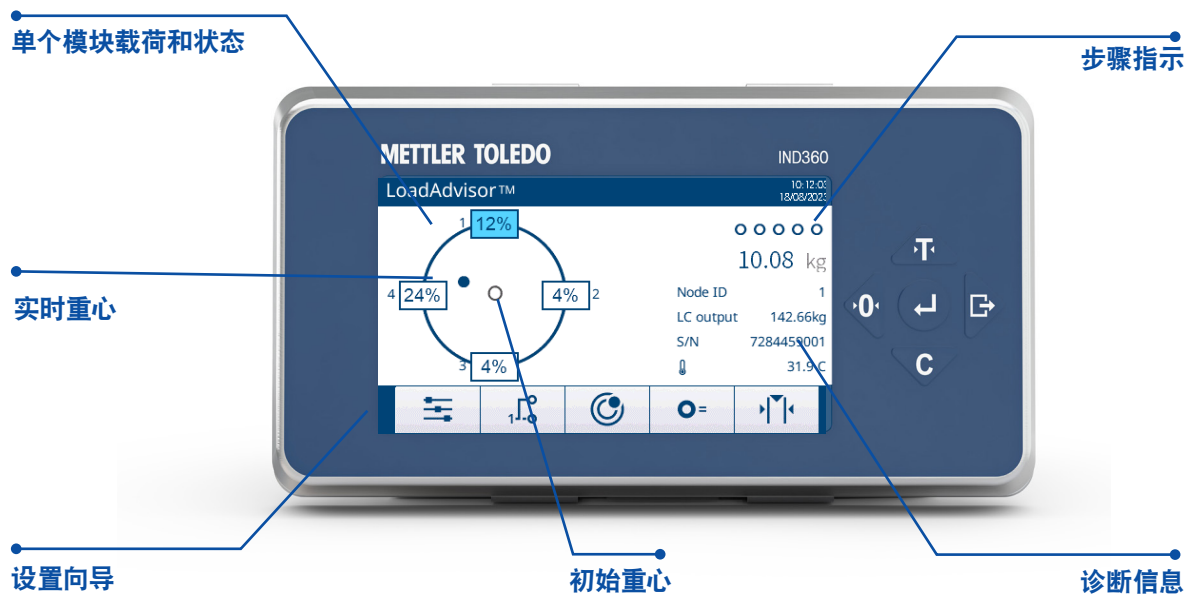 单个模块载荷和状态
步骤指示
METTLER TOLEDO
IND360
LoadAdvisor™
10:12:03
18/08/2023
1 12%
10.08 kg
4 24%
4% 2
Node ID 1
LC output 142.66kg
实时重心
S/N 7284459001
3 4%
31.9 C
T
0
C
1
=
设置向导
初始重心
诊断信息